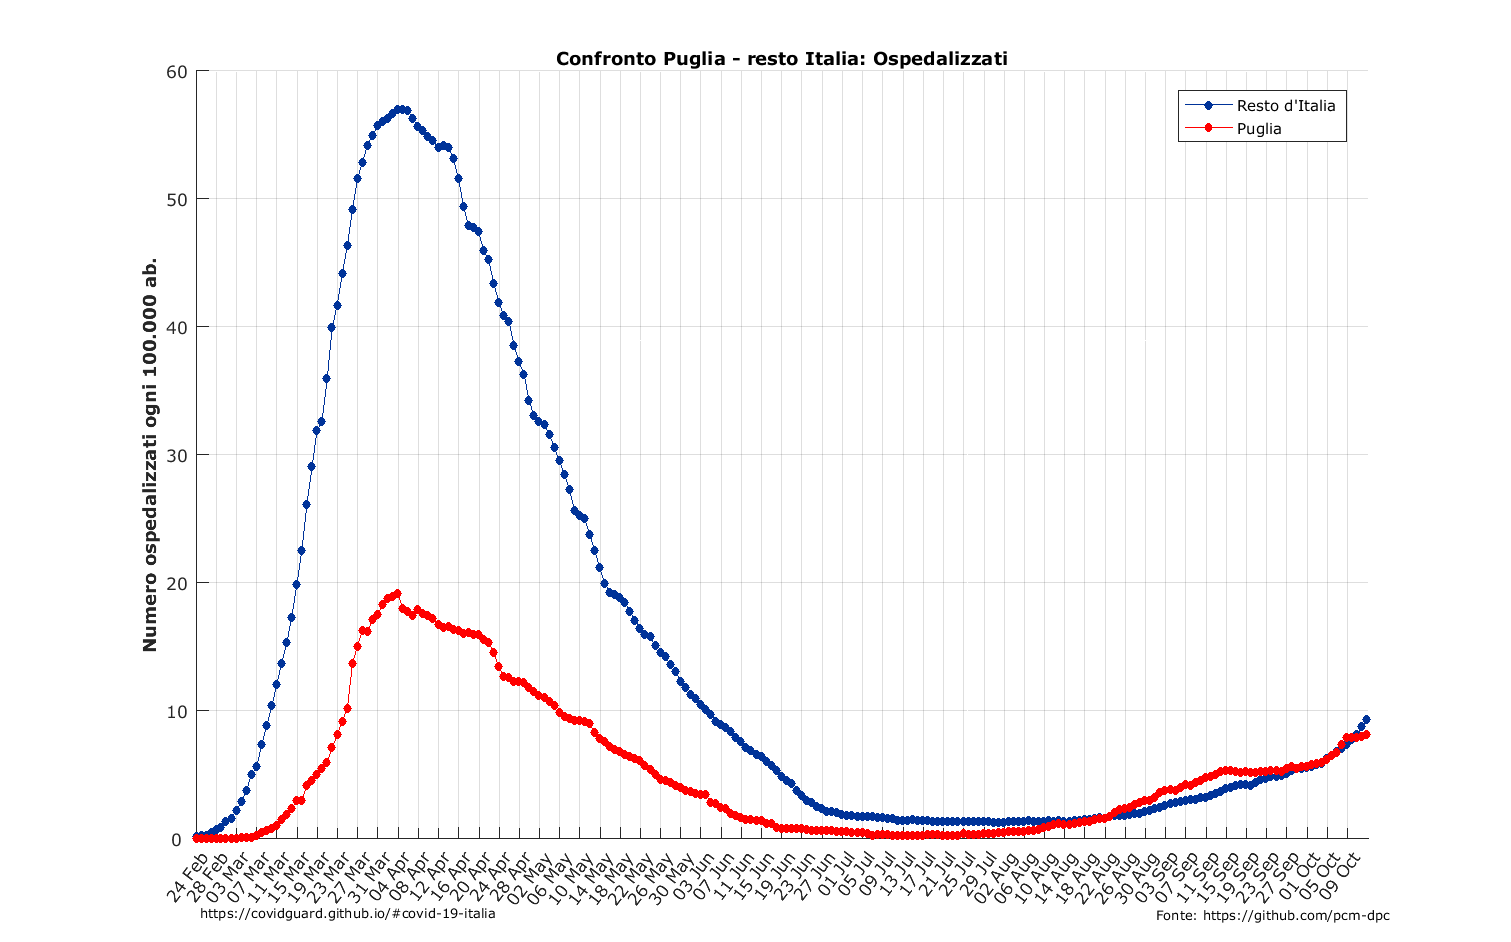 Confronto Puglia - resto Italia: Ospedalizzati
Resto d'Italia
Puglia
Numero ospedalizzati ogni 100.000 ab.
60
50
40
30
20
10
0
24 Feb
28 Feb
03 Mar
07 Mar
11 Mar
15 Mar
19 Mar
23 Mar
27 Mar
31 Mar
04 Apr
08 Apr
12 Apr
16 Apr
20 Apr
24 Apr
28 Apr
02 May
06 May
10 May
14 May
18 May
22 May
26 May
30 May
03 Jun
07 Jun
11 Jun
15 Jun
19 Jun
23 Jun
27 Jun
01 Jul
05 Jul
09 Jul
13 Jul
17 Jul
21 Jul
25 Jul
29 Jul
02 Aug
06 Aug
10 Aug
14 Aug
18 Aug
22 Aug
26 Aug
30 Aug
03 Sep
07 Sep
11 Sep
15 Sep
19 Sep
23 Sep
27 Sep
01 Oct
05 Oct
09 Oct
https://covidguard.github.io/#covid-19-italia
Fonte: https://github.com/pcm-dpc